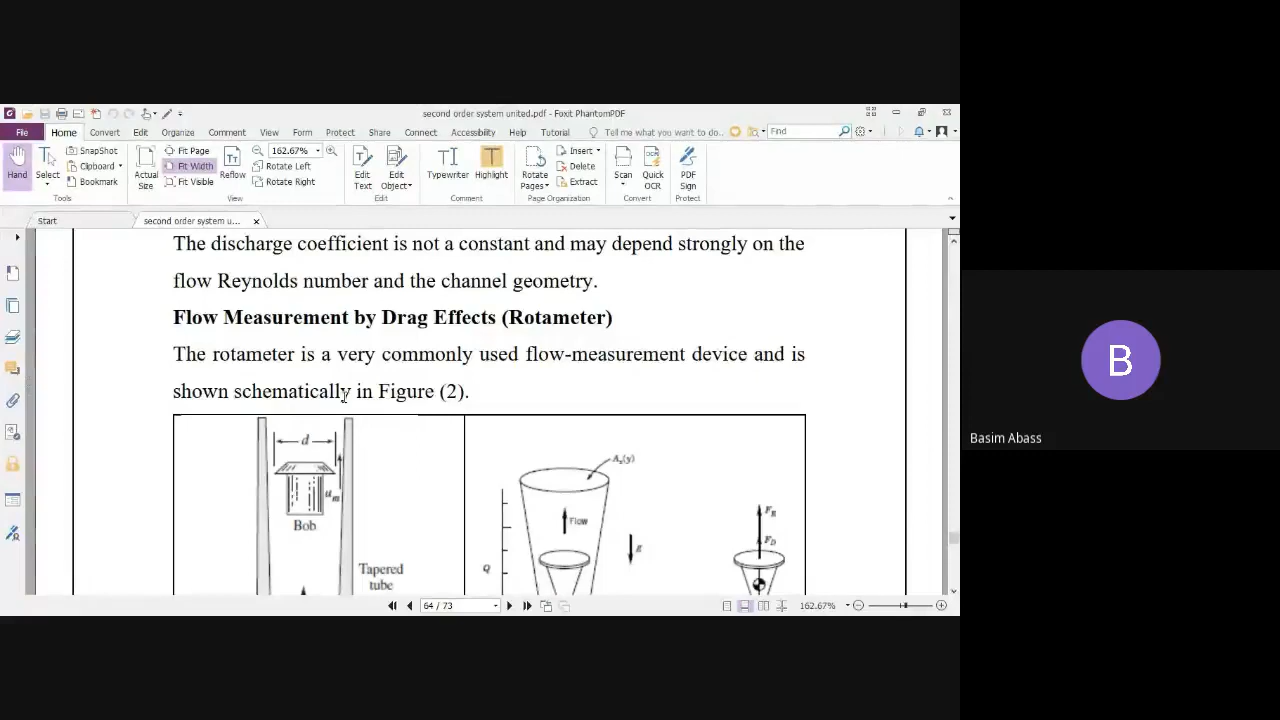 second order system united.pdf - Foxit PhantomPDF
File Home Convert Edit Organize Comment View Form Protect Share Connect Accessibility Help Tutorial Tell me what you want to do.. Find
Hand
Select
SnapShot
Clipboard
Bookmark
Tools
Actual Size
Fit Page
Fit Width
Fit Visible
Reflow
162.67%
Rotate Left
Rotate Right
View
Edit Text
Edit Object
Edit
Typewriter
Highlight
Comment
Rotate Pages
Insert
Delete
Extract
Page Organization
Scan
Quick OCR
Convert
PDF Sign
Protect
Start
second order system u...
The discharge coefficient is not a constant and may depend strongly on the
flow Reynolds number and the channel geometry.
Flow Measurement by Drag Effects (Rotameter)
The rotameter is a very commonly used flow-measurement device and is
shown schematically in Figure (2).
d
um
Bob
Tapered
tube
Aa(y)
Flow
g
Q
FB
FD
64 / 73
162.67%
B
Basim Abass